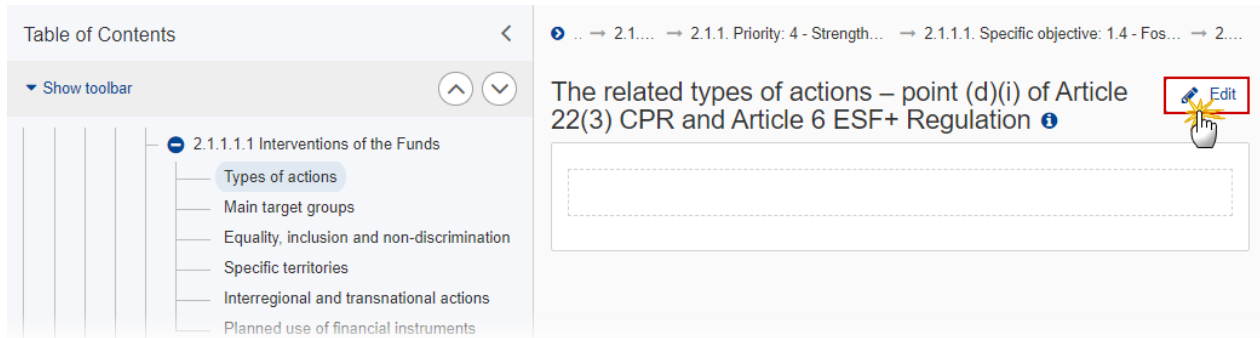 Table of Contents
.. → 2.1.... → 2.1.1. Priority: 4 - Strength... → 2.1.1.1. Specific objective: 1.4 - Fos... → 2....
Show toolbar
The related types of actions – point (d)(i) of Article
22(3) CPR and Article 6 ESF+ Regulation
Edit
2.1.1.1.1 Interventions of the Funds
Types of actions
Main target groups
Equality, inclusion and non-discrimination
Specific territories
Interregional and transnational actions
Planned use of financial instruments